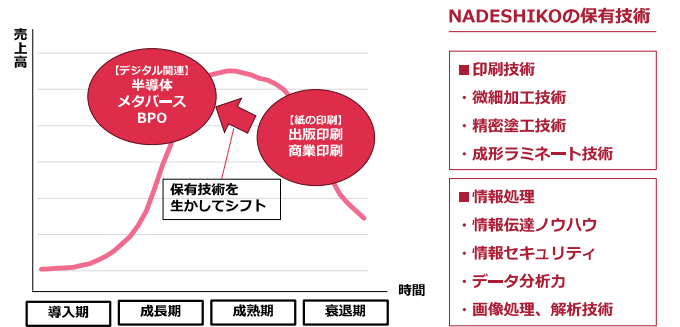 売上高
【デジタル関連】
半導体
メタバース
BPO
【紙の印刷】
出版印刷
商業印刷
保有技術を
生かしてシフト
時間
導入期
成長期
成熟期
衰退期
NADESHIKOの保有技術
■印刷技術
・微細加工技術
・精密塗工技術
・成形ラミネート技術
■情報処理
・情報伝達ノウハウ
・情報セキュリティ
・データ分析力
・画像処理、解析技術